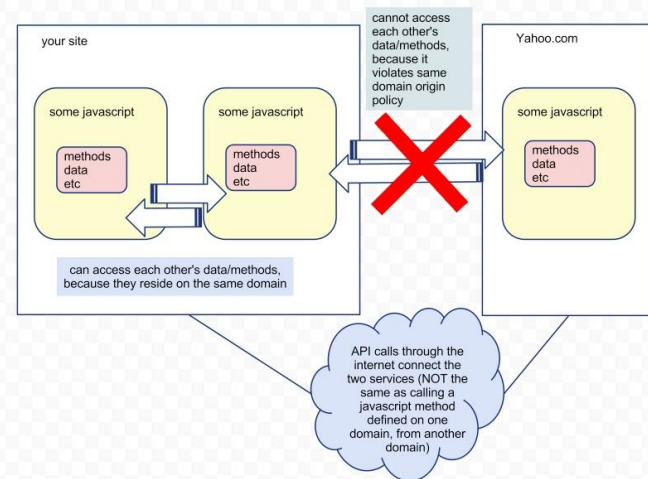 your site
cannot access
each other's
data/methods,
because it
violates same
domain origin
policy
Yahoo.com
some javascript
methods
data
etc
some javascript
methods
data
etc
some javascript
methods
data
etc
can access each other's data/methods,
because they reside on the same domain
API calls through the
internet connect the
two services (NOT the
same as calling a
javascript method
defined on one
domain, from another
domain)